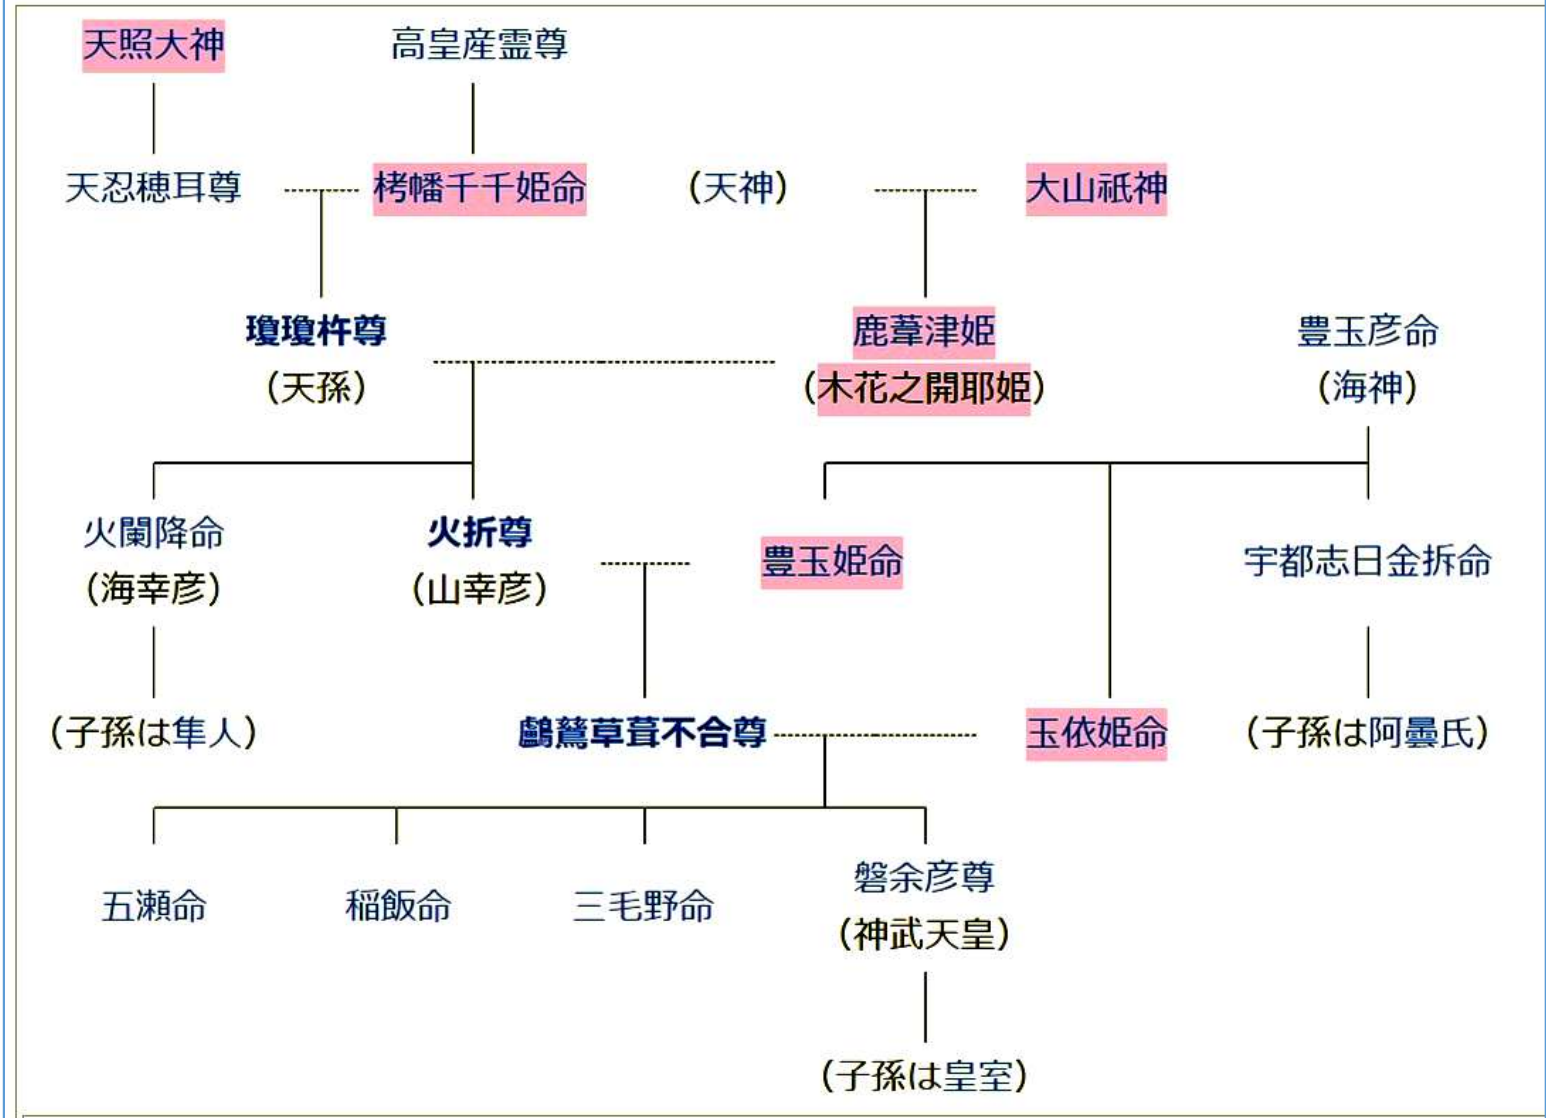 天照大神
高皇産霊尊
天忍穂耳尊
栲幡千千姫命
(天神)
大山祇神
瓊瓊杵尊
(天孫)
鹿葦津姫
(木花之開耶姫)
豊玉彦命
(海神)
火闌降命
(海幸彦)
火折尊
(山幸彦)
豊玉姫命
宇都志日金拆命
(子孫は隼人)
鸕鶿草葺不合尊
玉依姫命
(子孫は阿曇氏)
五瀬命
稲飯命
三毛野命
磐余彦尊
(神武天皇)
(子孫は皇室)